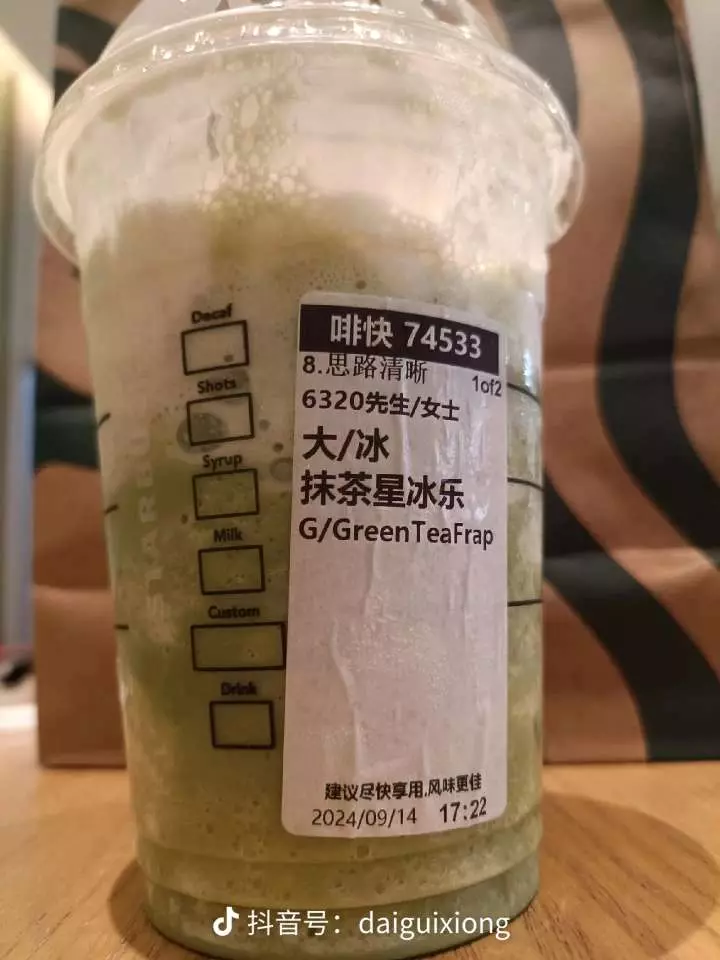 Decaf
Shots
Syrup
Milk
Custom
Drink
啡快 74533
8.思路清晰
1of2
6320先生/女士
大/冰
抹茶星冰乐
G/GreenTeaFrap
建议尽快享用,风味更佳
2024/09/14 17:22
抖音号：daiguixiong